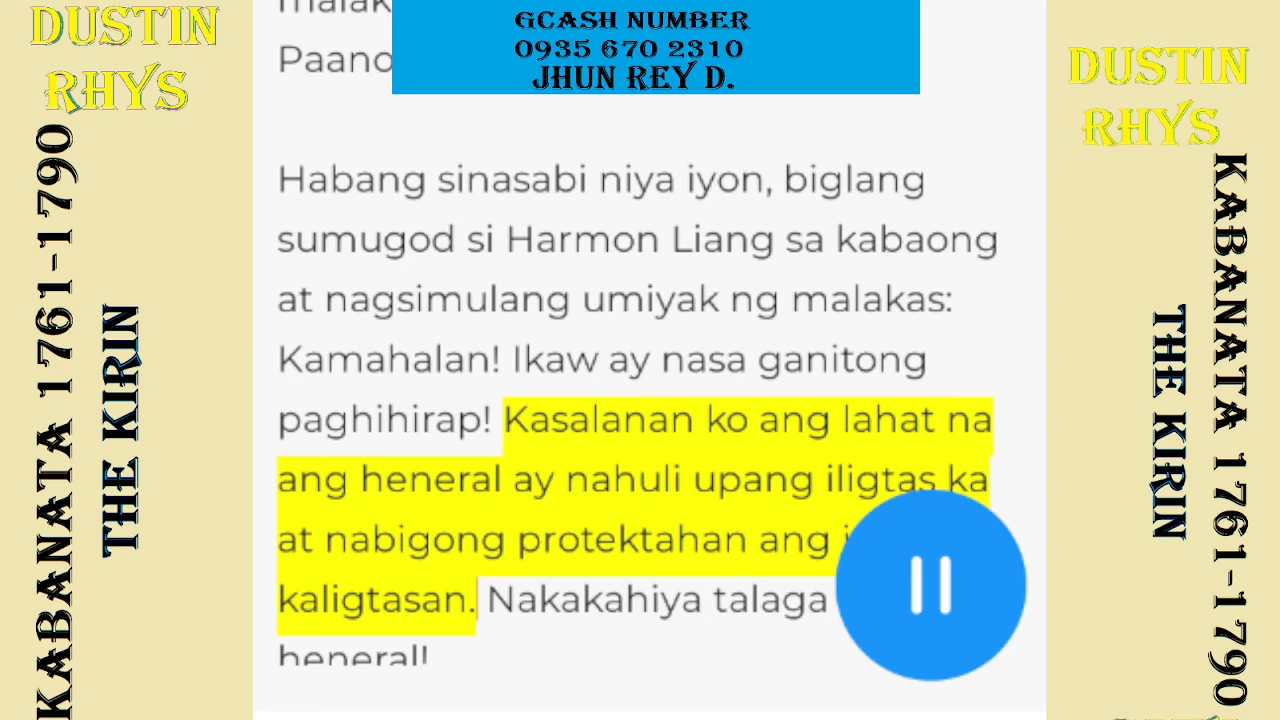 DUSTIN
RHYS
KABANATA 1761-1790
THE KIRIN
GCASH NUMBER
0935 670 2310
JHUN REY D.
malak
Paano
Habang sinasabi niya iyon, biglang
sumugod si Harmon Liang sa kabaong
at nagsimulang umiyak ng malakas:
Kamahalan! Ikaw ay nasa ganitong
paghihirap! Kasalanan ko ang lahat na
ang heneral ay nahuli upang iligtas ka
at nabigong protektahan ang
kaligtasan. Nakakahiya talaga
heneral!
DUSTIN
RHYS
KABANATA 1761-1790
THE KIRIN